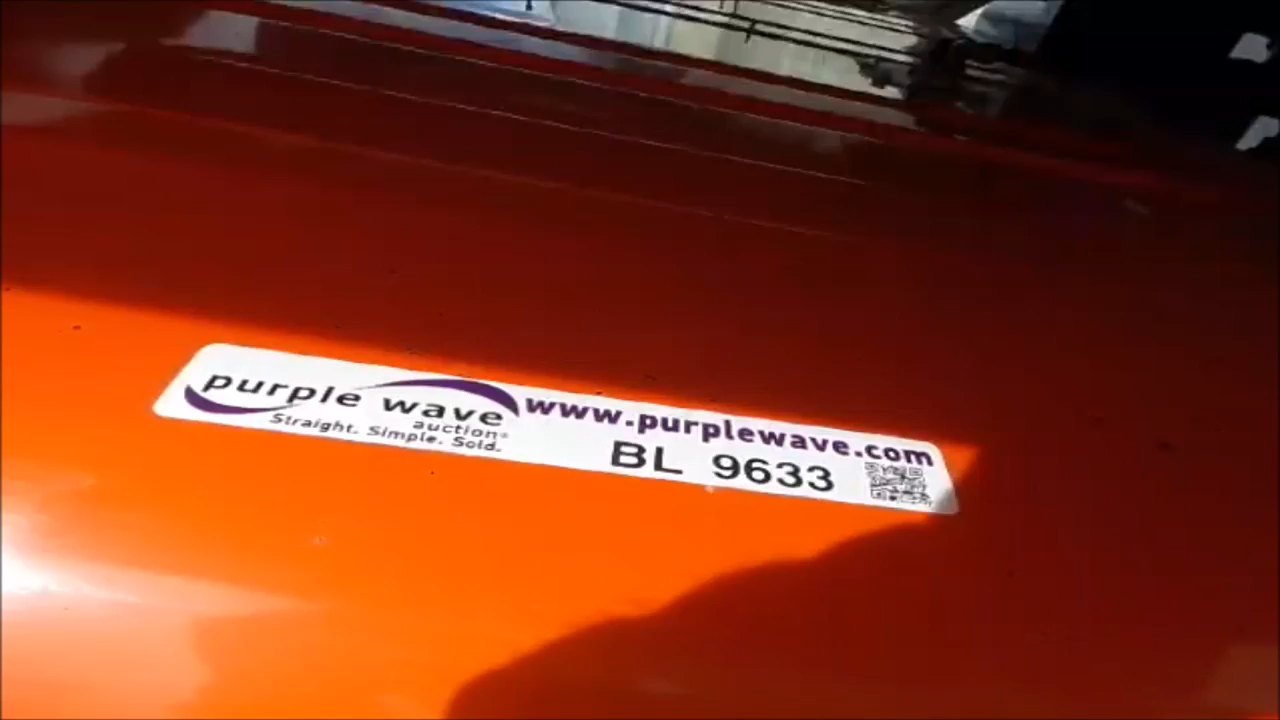 purple wave
auction®
Straight. Simple. Sold.
www.purplewave.com
BL 9633